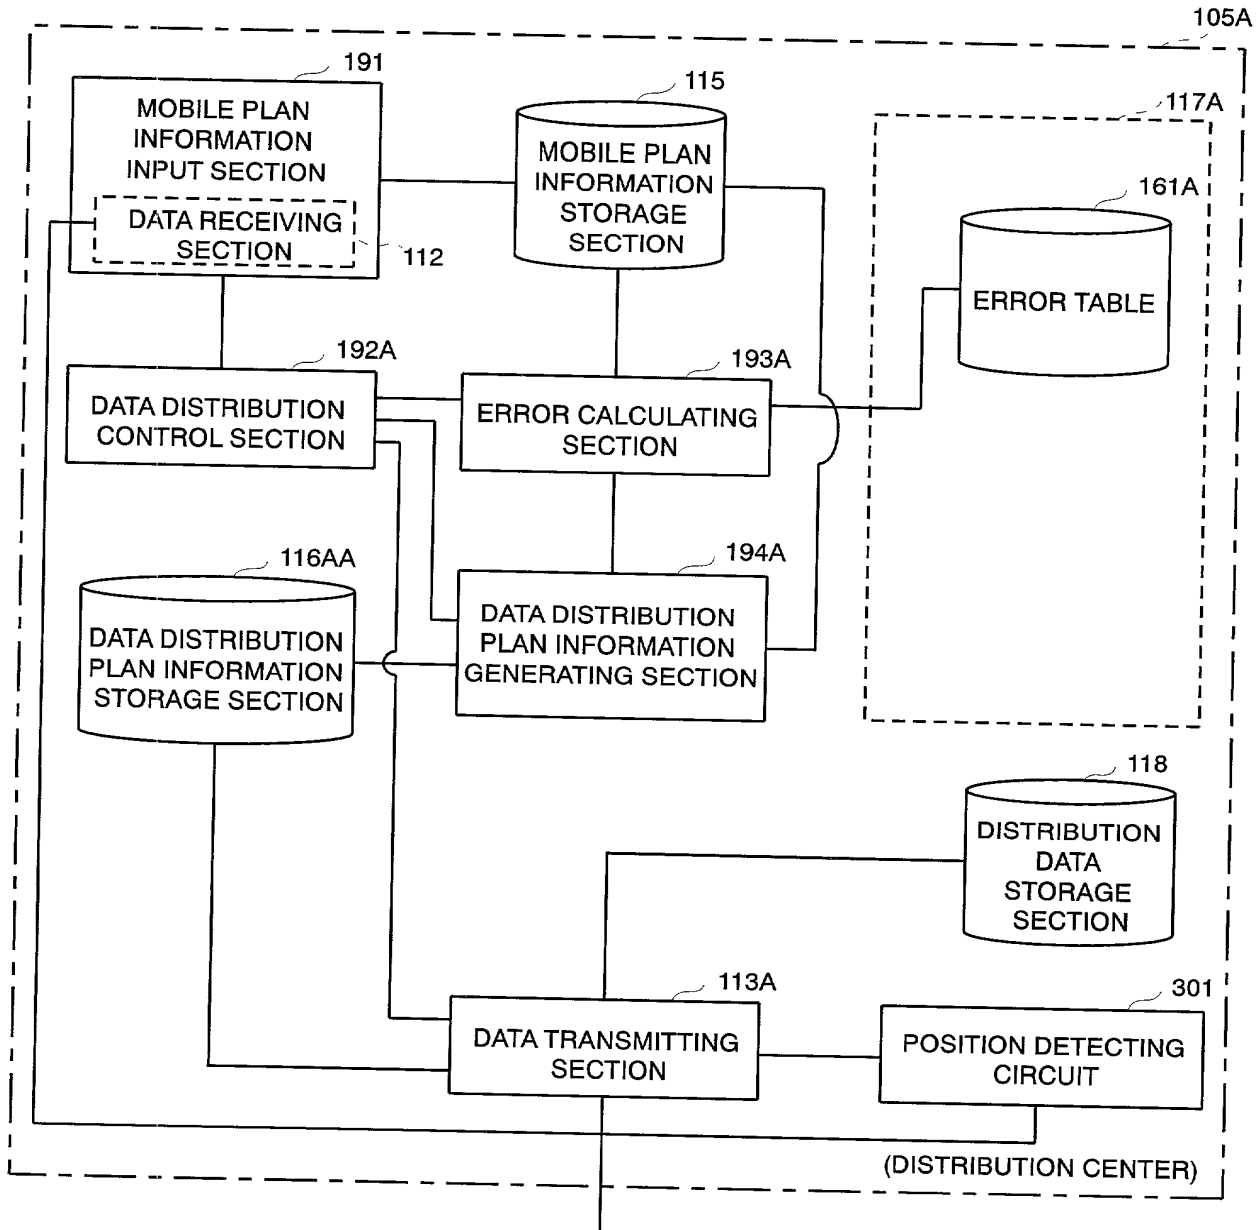 105A
191
MOBILE PLAN
INFORMATION
INPUT SECTION
DATA RECEIVING
SECTION
112
115
MOBILE PLAN
INFORMATION
STORAGE
SECTION
117A
161A
ERROR TABLE
192A
DATA DISTRIBUTION
CONTROL SECTION
193A
ERROR CALCULATING
SECTION
116AA
DATA DISTRIBUTION
PLAN INFORMATION
STORAGE SECTION
194A
DATA DISTRIBUTION
PLAN INFORMATION
GENERATING SECTION
118
DISTRIBUTION
DATA
STORAGE
SECTION
113A
DATA TRANSMITTING
SECTION
301
POSITION DETECTING
CIRCUIT
(DISTRIBUTION CENTER)